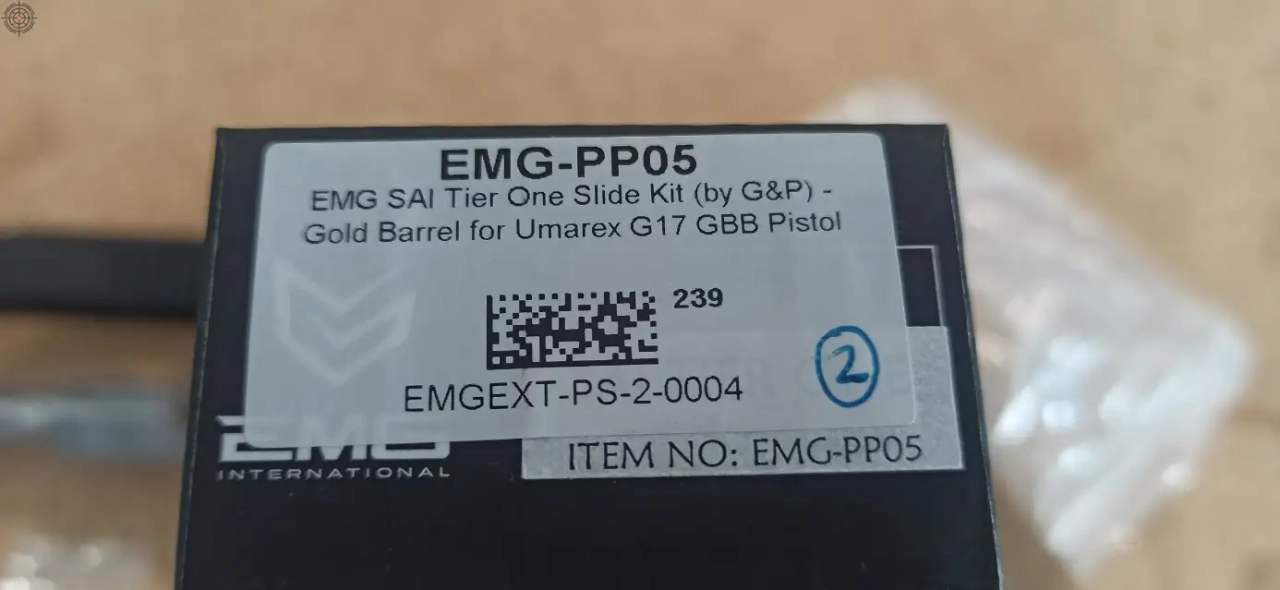 EMG-PP05
EMG SAI Tier One Slide Kit (by G&P) -
Gold Barrel for Umarex G17 GBB Pistol
239
2
EMGEXT-PS-2-0004
EMG
INTERNATIONAL
ITEM NO: EMG-PP05